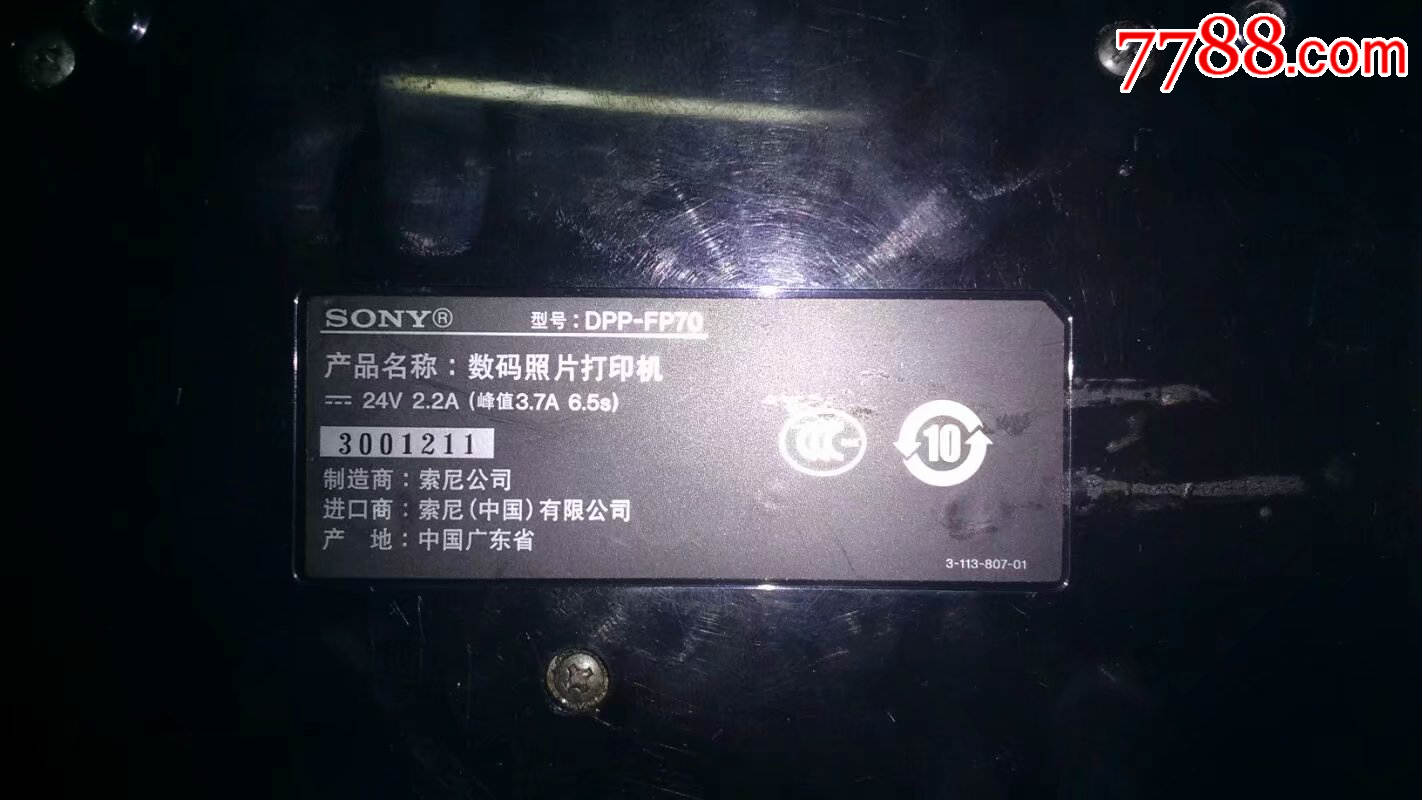 7788.com
SONY® 型号：DPP-FP70
产品名称：数码照片打印机
⎓ 24V 2.2A (峰值3.7A 6.5s)
3001211
CCC
10
制造商：索尼公司
进口商：索尼(中国)有限公司
产 地：中国广东省
3-113-807-01